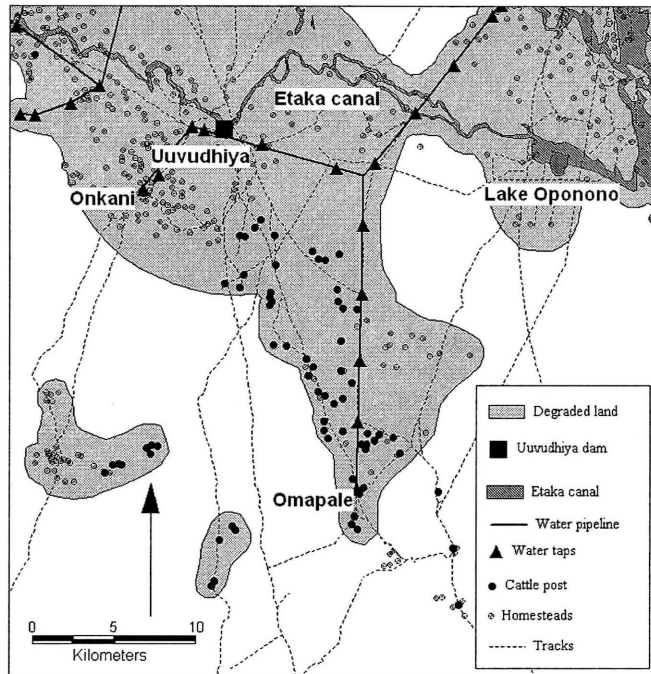 Etaka canal
Uuvudhiya
Onkani
Lake Oponono
Omapale
Degraded land
Uuvudhiya dam
Etaka canal
Water pipeline
Water taps
Cattle post
Homesteads
Tracks
0 5 10
Kilometers